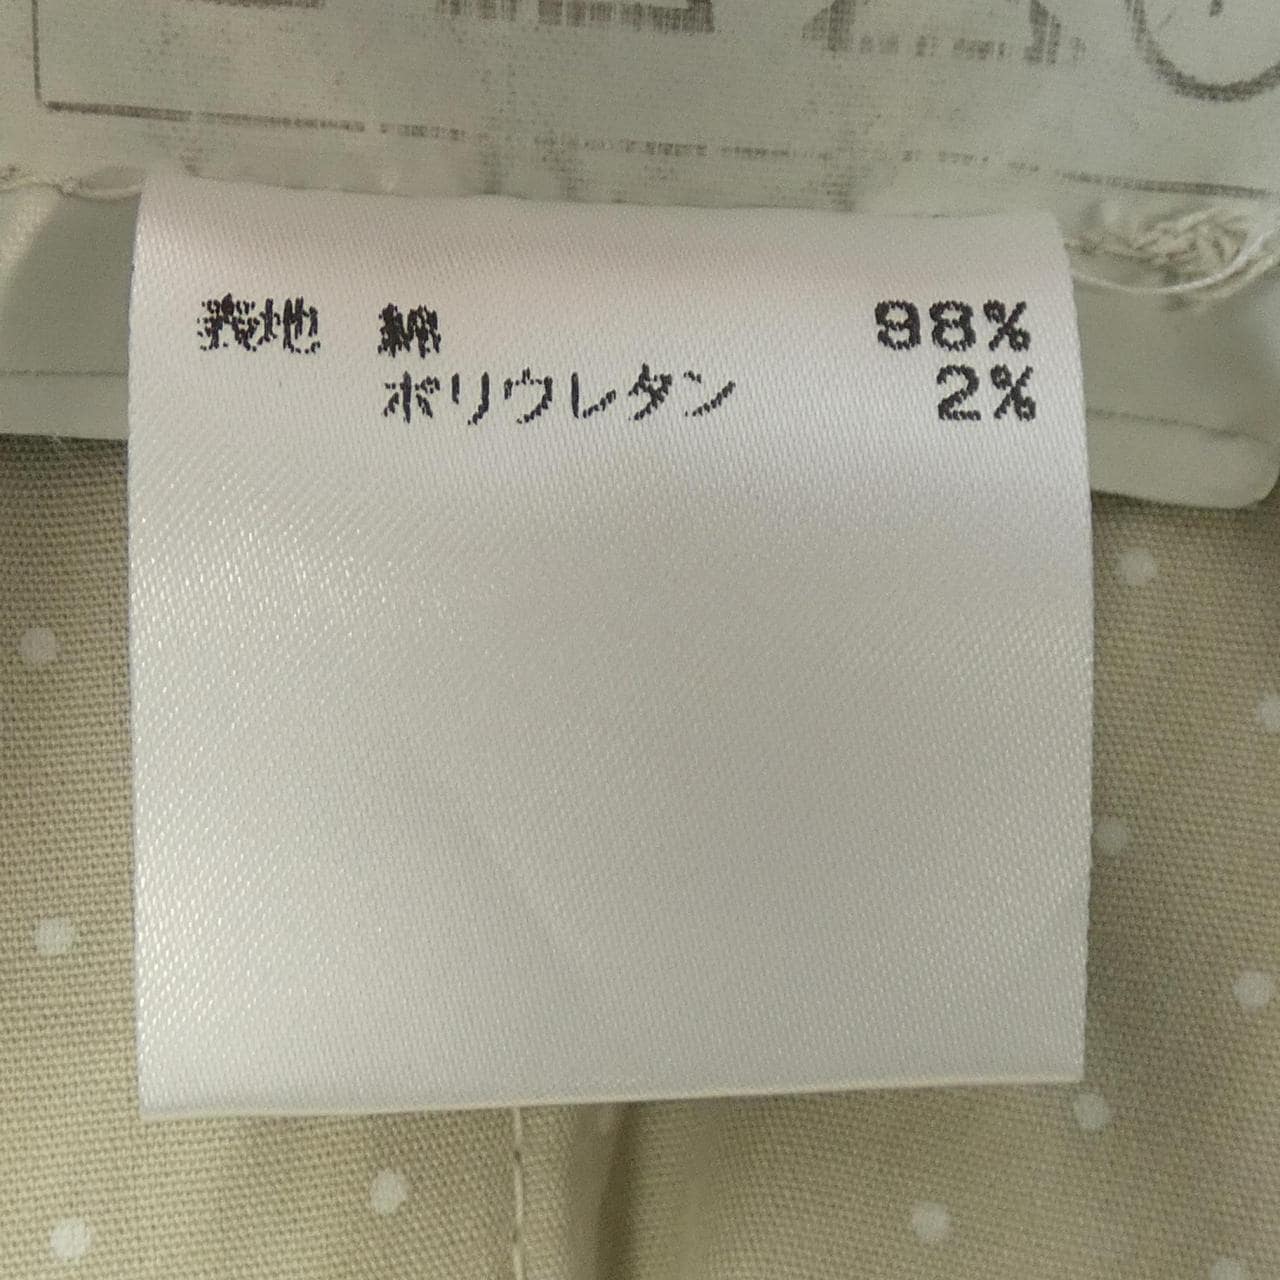 表地 綿 98%
ポリウレタン 2%